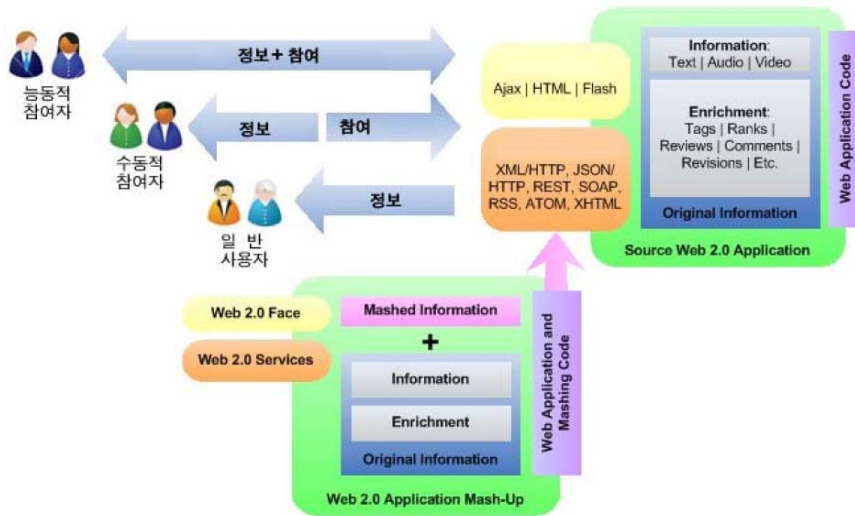 정보 + 참여
능동적
참여자
정보
참여
수동적
참여자
정보
일 반
사용자
Ajax | HTML | Flash
XML/HTTP, JSON/
HTTP, REST, SOAP,
RSS, ATOM, XHTML
Information:
Text | Audio | Video
Enrichment:
Tags | Ranks |
Reviews | Comments |
Revisions | Etc.
Original Information
Web Application Code
Source Web 2.0 Application
Web 2.0 Face
Web 2.0 Services
Mashed Information
+
Information
Enrichment
Original Information
Web Application and
Mashing Code
Web 2.0 Application Mash-Up